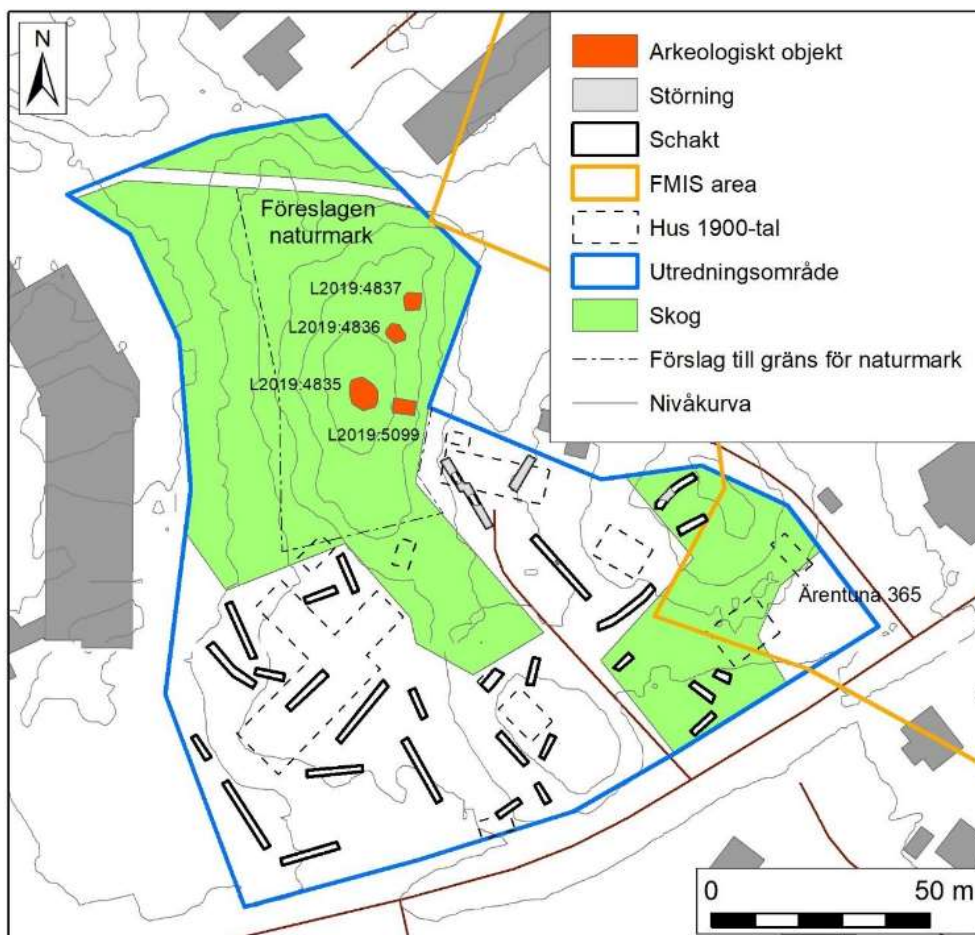 N
Arkeologiskt objekt
Störning
Schakt
FMIS area
Hus 1900-tal
Utredningsområde
Skog
Förslag till gräns för naturmark
Nivåkurva
Föreslagen
naturmark
L2019:4837
L2019:4836
L2019:4835
L2019:5099
Ärentuna 365
0 50 m